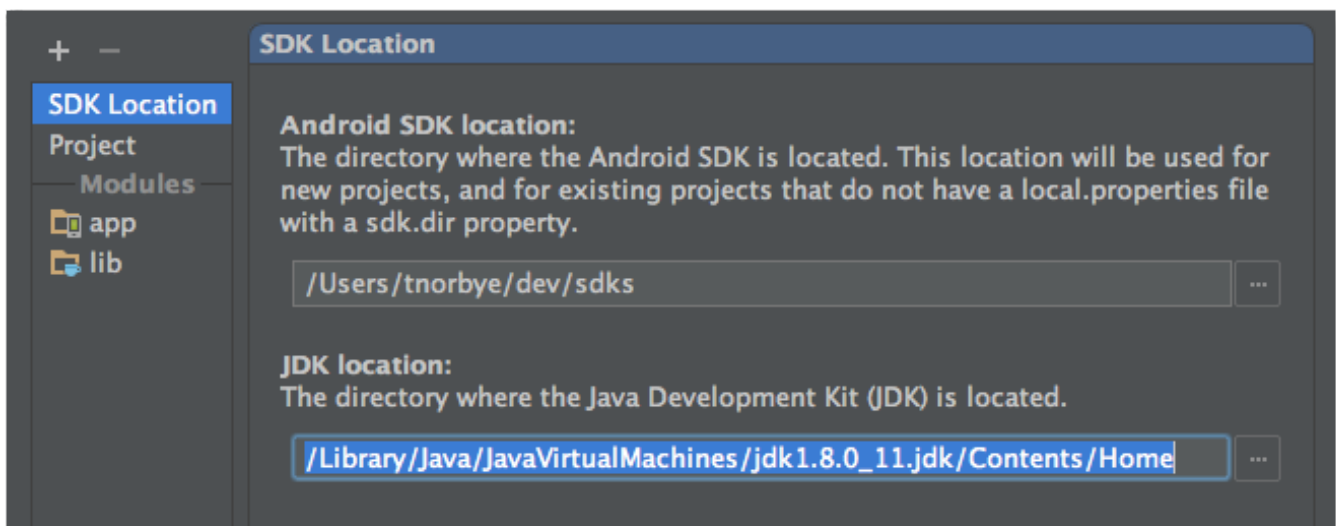 + −
SDK Location
Project
Modules
app
lib
SDK Location
Android SDK location:
The directory where the Android SDK is located. This location will be used for
new projects, and for existing projects that do not have a local.properties file
with a sdk.dir property.
/Users/tnorbye/dev/sdks
...
JDK location:
The directory where the Java Development Kit (JDK) is located.
/Library/Java/JavaVirtualMachines/jdk1.8.0_11.jdk/Contents/Home
...